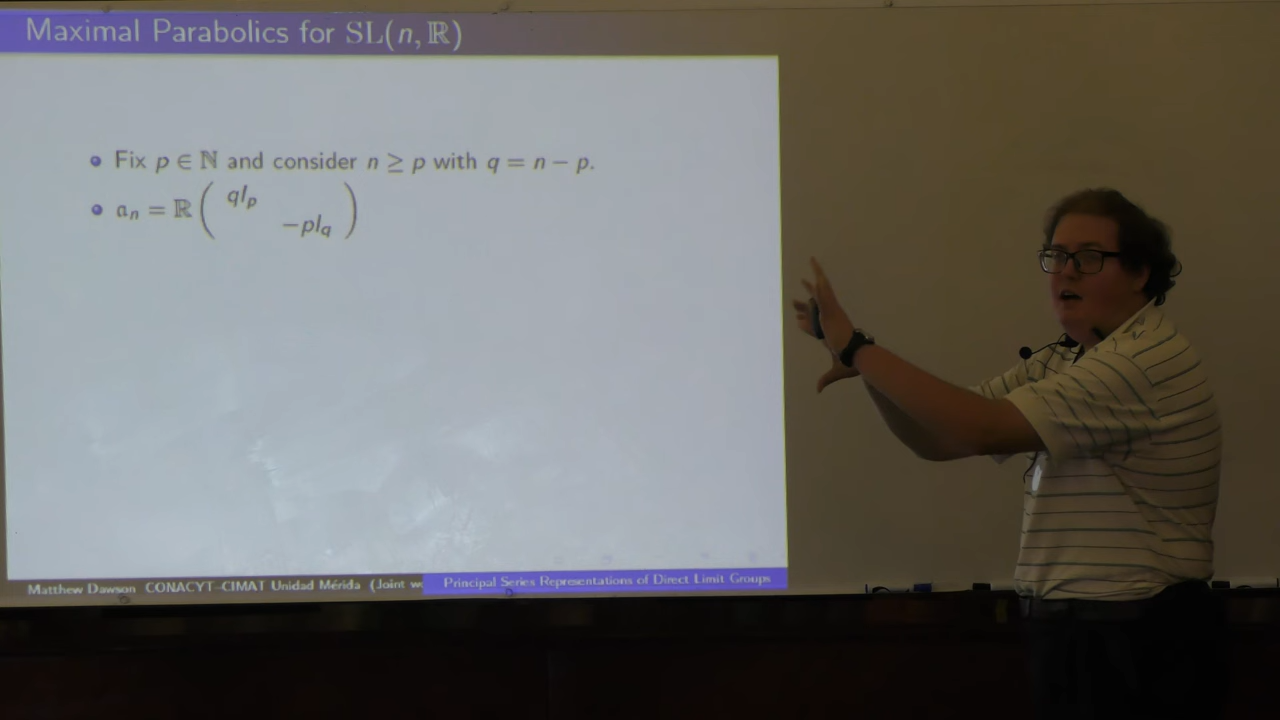 Maximal Parabolics for SL(n, ℝ)
Fix p ∈ ℕ and consider n ≥ p with q = n − p.
𝔞ₙ = ℝ ( qIₚ
−pI_q )
Matthew Dawson CONACYT–CIMAT Unidad Mérida (Joint w
Principal Series Representations of Direct Limit Groups